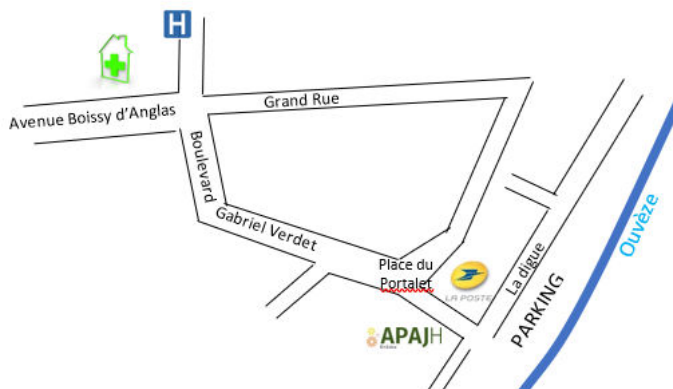 H
Grand Rue
Avenue Boissy d'Anglas
Boulevard
Gabriel Verdet
Place du
Portalet
LA POSTE
La digue
PARKING
Ouvèze
APAJH